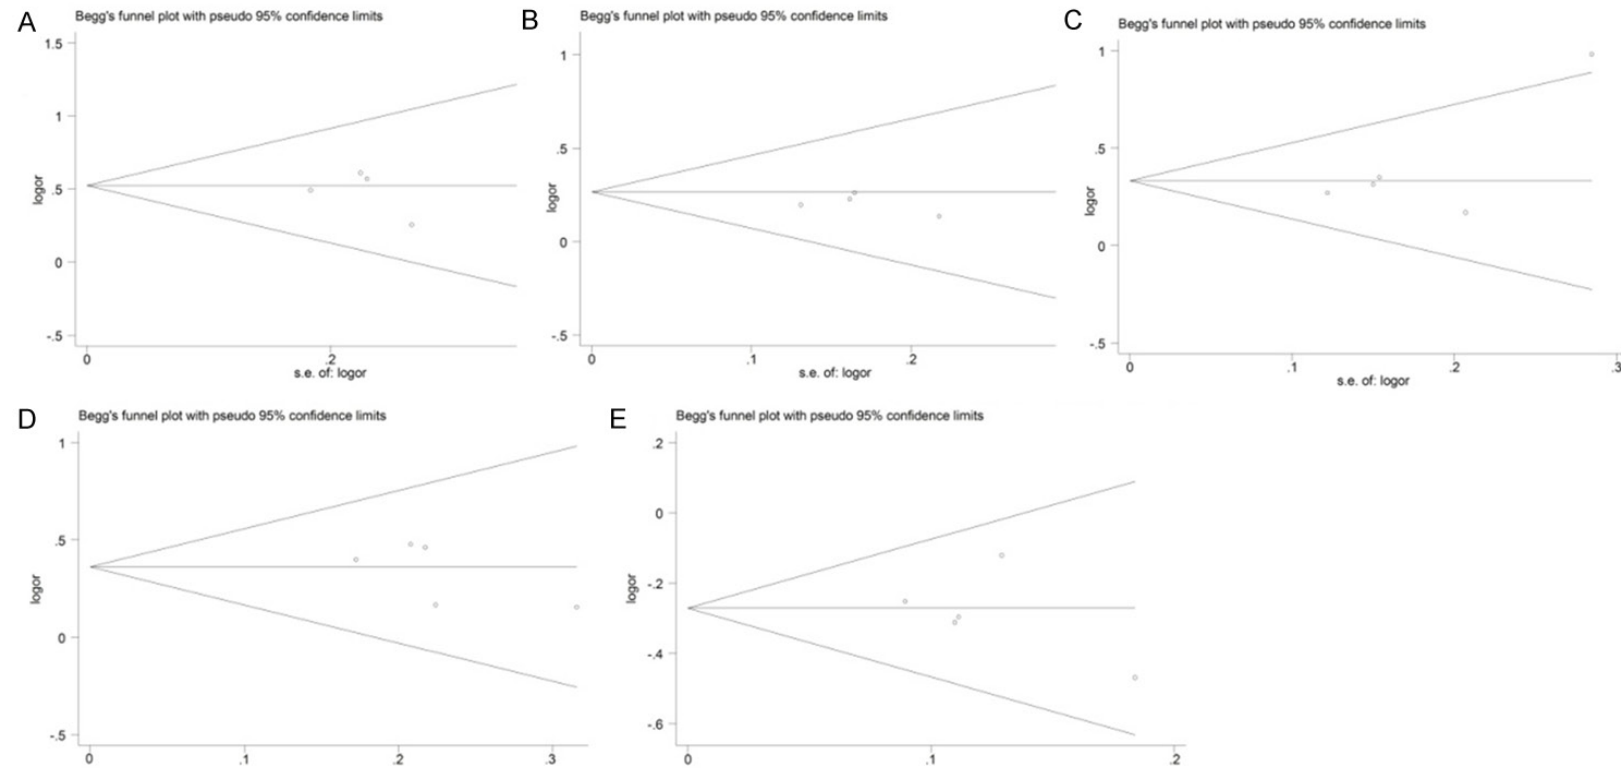 A
Begg's funnel plot with pseudo 95% confidence limits
1.5
1
.5
0
-.5
logor
0
.2
s.e. of: logor
B
Begg's funnel plot with pseudo 95% confidence limits
1
.5
0
-.5
logor
0
.1
.2
s.e. of: logor
C
Begg's funnel plot with pseudo 95% confidence limits
1
.5
0
-.5
logor
0
.1
.2
.3
s.e. of: logor
D
Begg's funnel plot with pseudo 95% confidence limits
1
.5
0
-.5
logor
0
.1
.2
.3
E
Begg's funnel plot with pseudo 95% confidence limits
.2
0
-.2
-.4
-.6
logor
0
.1
.2